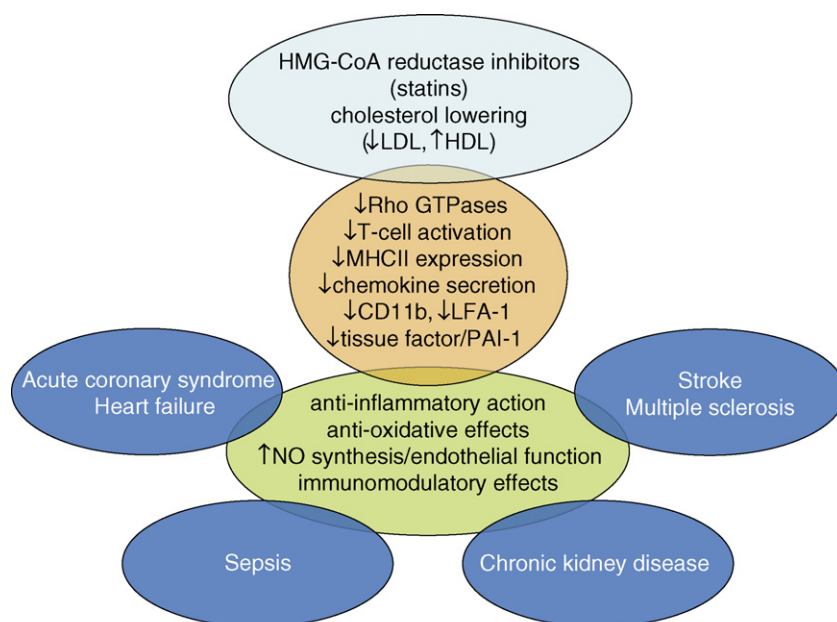 HMG-CoA reductase inhibitors
(statins)
cholesterol lowering
(↓LDL, ↑HDL)
↓Rho GTPases
↓T-cell activation
↓MHCII expression
↓chemokine secretion
↓CD11b, ↓LFA-1
↓tissue factor/PAI-1
Acute coronary syndrome
Heart failure
Stroke
Multiple sclerosis
anti-inflammatory action
anti-oxidative effects
↑NO synthesis/endothelial function
immunomodulatory effects
Sepsis
Chronic kidney disease